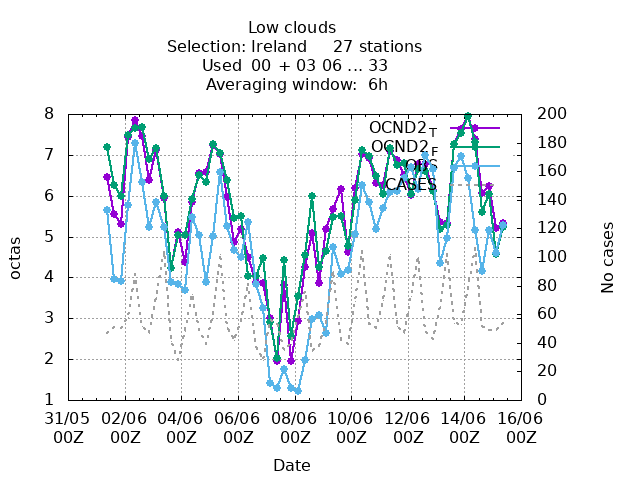 Low clouds
Selection: Ireland 27 stations
Used 00 + 03 06 ... 33
Averaging window: 6h
OCND2 T
OCND2 F
OBS
CASES
octas
8
7
6
5
4
3
2
1
No cases
200
180
160
140
120
100
80
60
40
20
0
31/05 02/06 04/06 06/06 08/06 10/06 12/06 14/06 16/06
00Z 00Z 00Z 00Z 00Z 00Z 00Z 00Z 00Z
Date